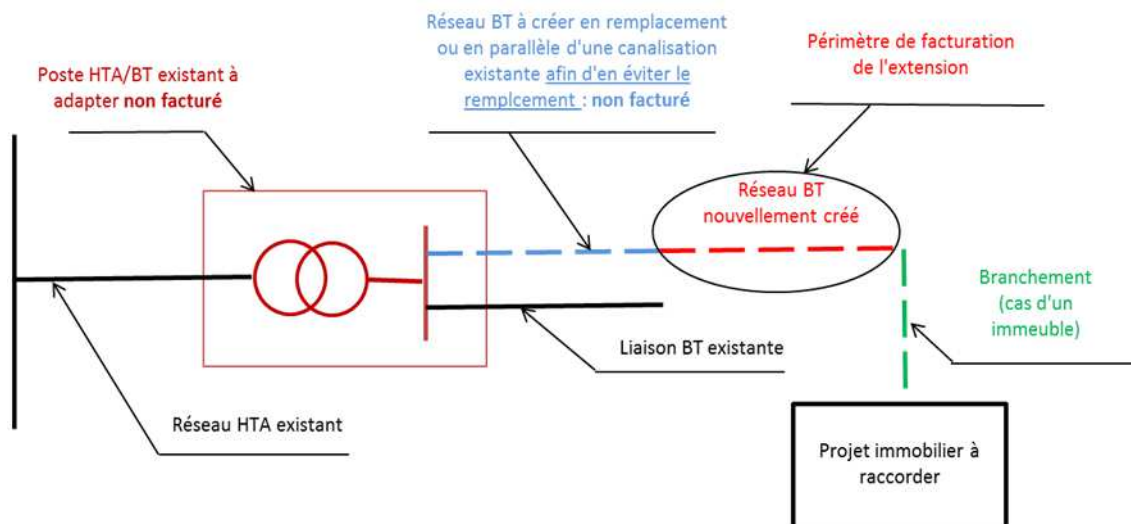 Réseau BT à créer en remplacement
ou en parallèle d'une canalisation
existante afin d'en éviter le
remplcement : non facturé
Périmètre de facturation
de l'extension
Poste HTA/BT existant à
adapter non facturé
Réseau BT
nouvellement créé
Branchement
(cas d'un
immeuble)
Liaison BT existante
Réseau HTA existant
Projet immobilier à
raccorder